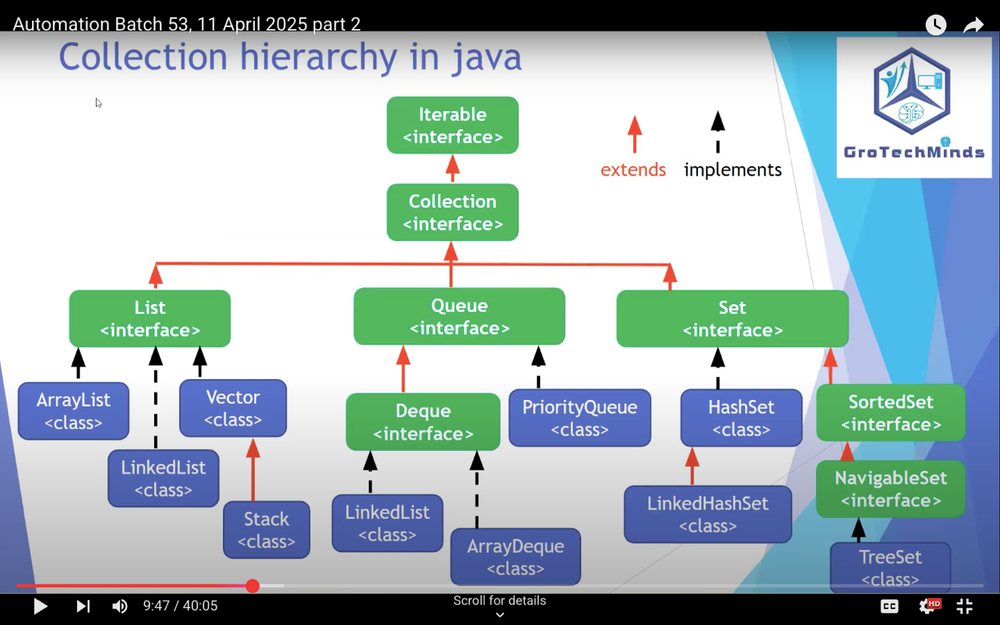 Automation Batch 53, 11 April 2025 part 2
Collection hierarchy in java
GroTechMinds
Iterable
<interface>
extends
implements
Collection
<interface>
List
<interface>
Queue
<interface>
Set
<interface>
ArrayList
<class>
Vector
<class>
Deque
<interface>
PriorityQueue
<class>
HashSet
<class>
SortedSet
<interface>
LinkedList
<class>
NavigableSet
<interface>
Stack
<class>
LinkedList
<class>
ArrayDeque
<class>
LinkedHashSet
<class>
TreeSet
<class>
9:47 / 40:05
Scroll for details
CC
HD